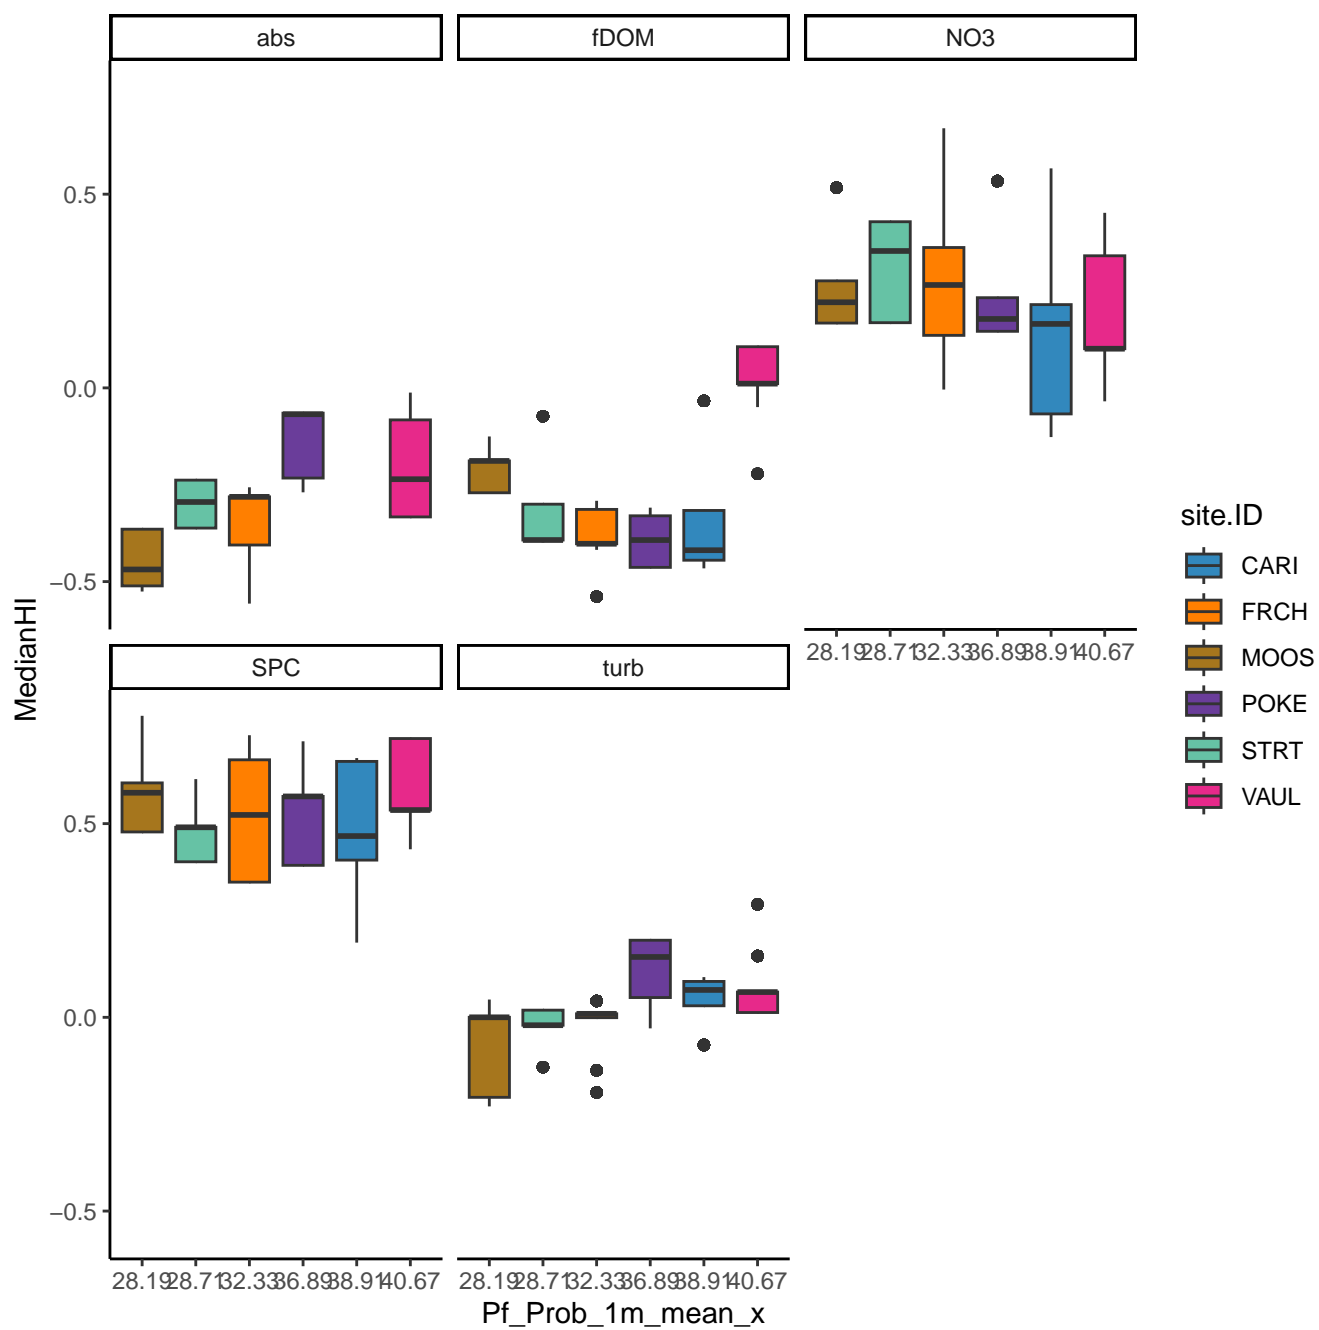 abs fDOM NO3
0.5
0.0
−0.5
28.19 28.71 32.33 36.89 38.91 40.67
SPC turb
0.5
0.0
−0.5
28.19 28.71 32.33 36.89 38.91 40.67
28.19 28.71 32.33 36.89 38.91 40.67
Pf_Prob_1m_mean_x
MedianHI
site.ID
CARI
FRCH
MOOS
POKE
STRT
VAUL